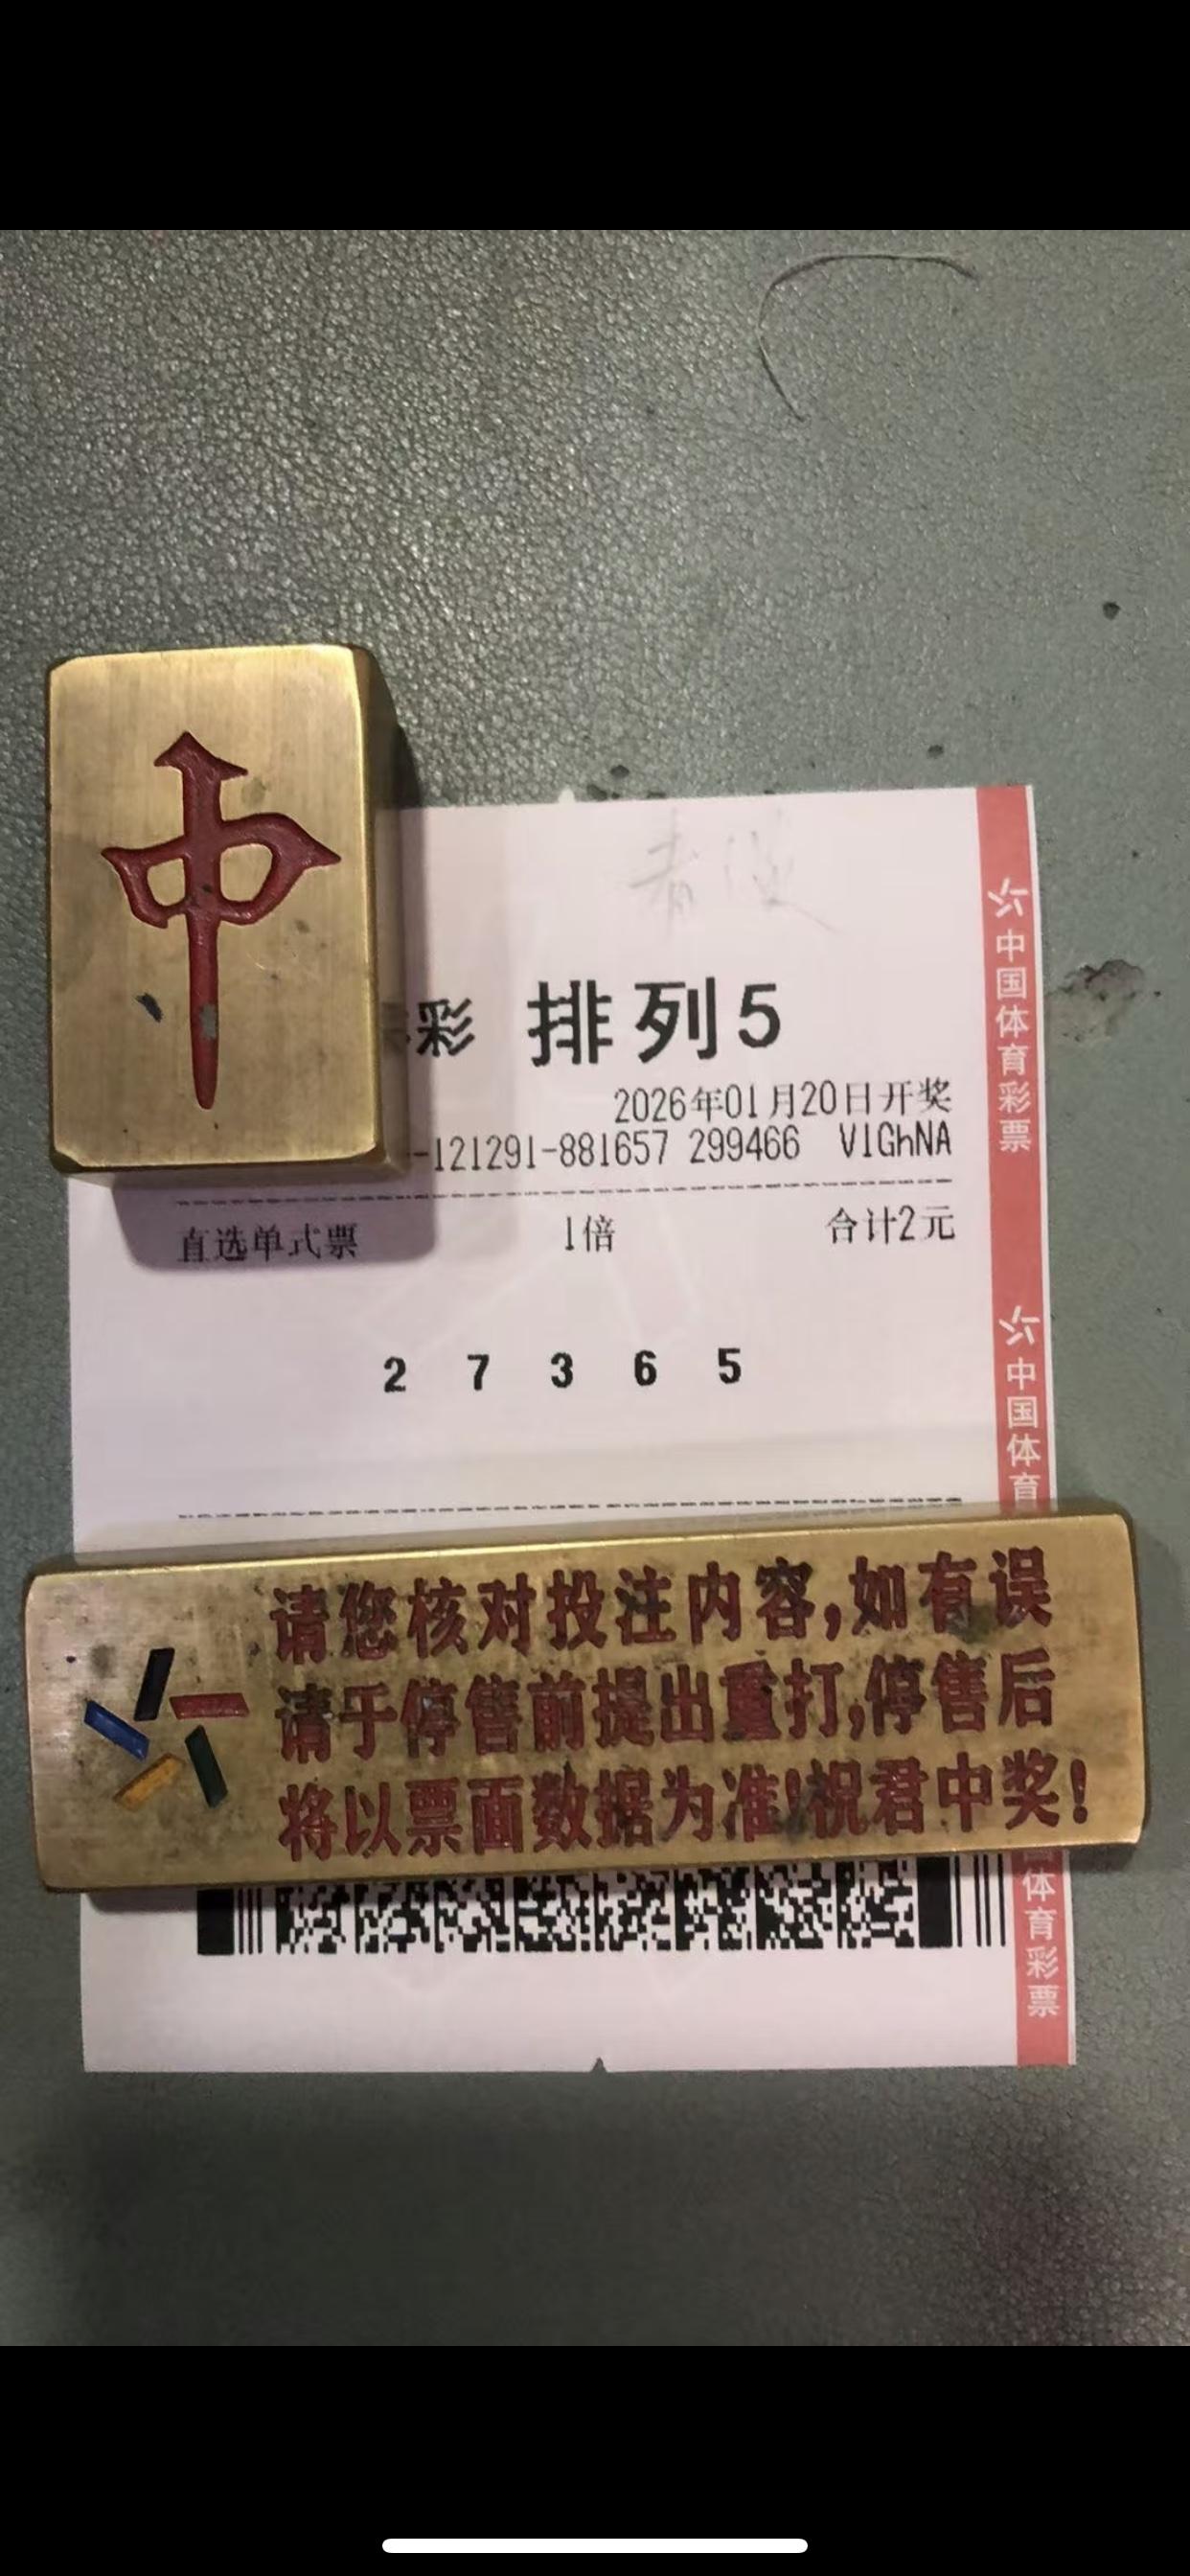 中
彩 排列5
2026年01月20日开奖
-121291-881657 299466 V1GhNA
直选单式票 1倍 合计2元
2 7 3 6 5
请您核对投注内容,如有误
请于停售前提出重打,停售后
将以票面数据为准!祝君中奖!
中国体育彩票
中国体育
体育彩票